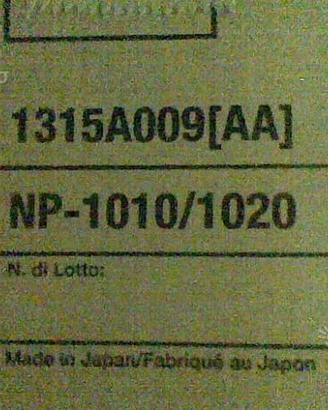 1315A009[AA]
NP-1010/1020
N. di Lotto:
Made in Japan/Fabriqué au Japon